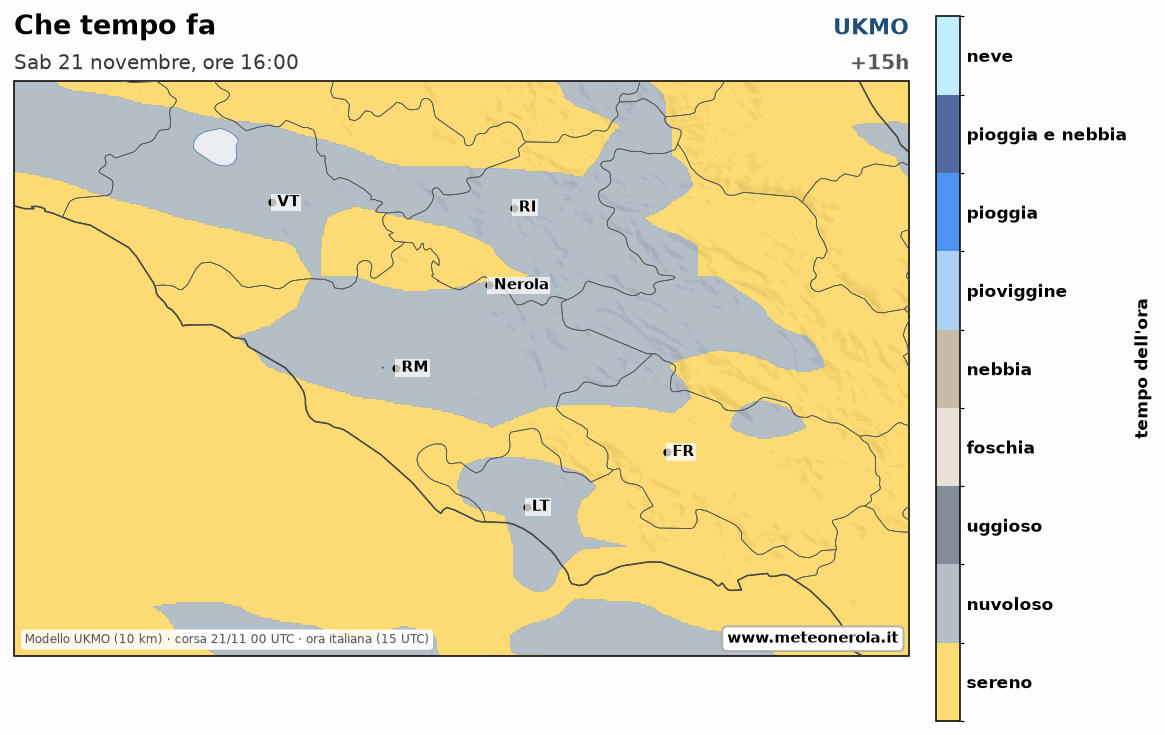 Che tempo fa
UKMO
Sab 21 novembre, ore 16:00
+15h
VT
RI
Nerola
RM
FR
LT
Modello UKMO (10 km) · corsa 21/11 00 UTC · ora italiana (15 UTC)
www.meteonerola.it
neve
pioggia e nebbia
pioggia
pioviggine
nebbia
foschia
uggioso
nuvoloso
sereno
tempo dell'ora